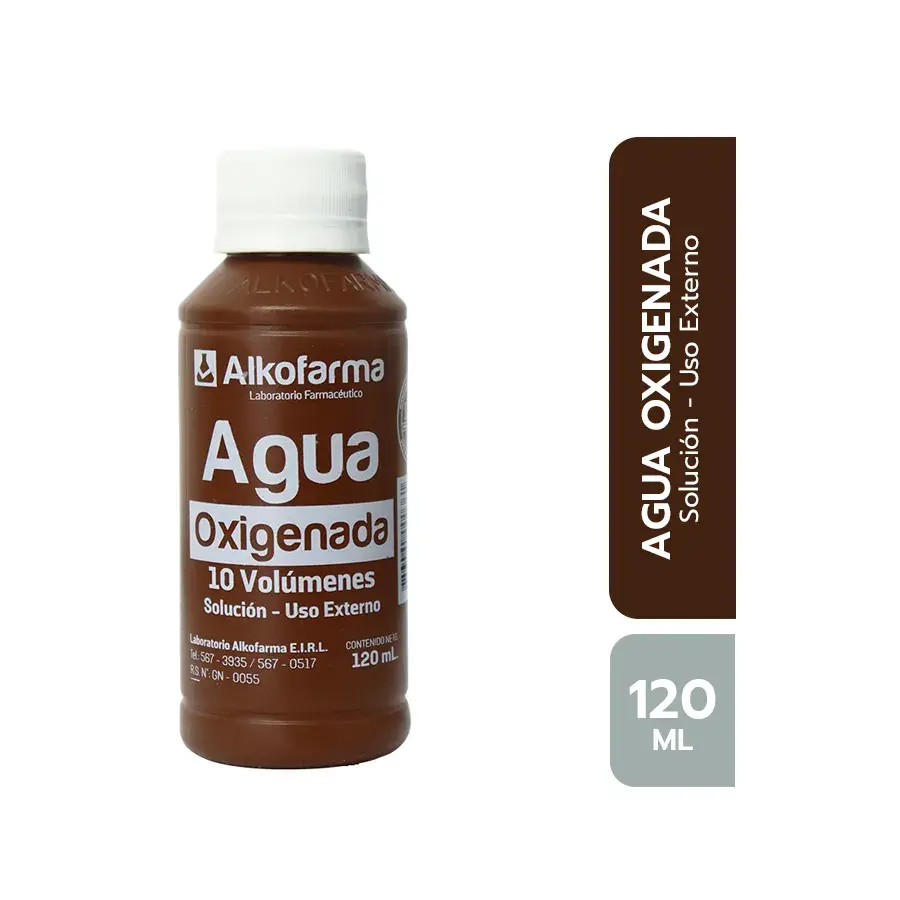 ALKOFARMA
Alkofarma
Laboratorio Farmacéutico
Agua
Oxigenada
10 Volúmenes
Solución - Uso Externo
Laboratorio Alkofarma E.I.R.L.
Tel: 567 - 3935 / 567 - 0517
R.S. N°: GN - 0055
CONTENIDO
120 mL.
AGUA OXIGENADA
Solución - Uso Externo
120
ML